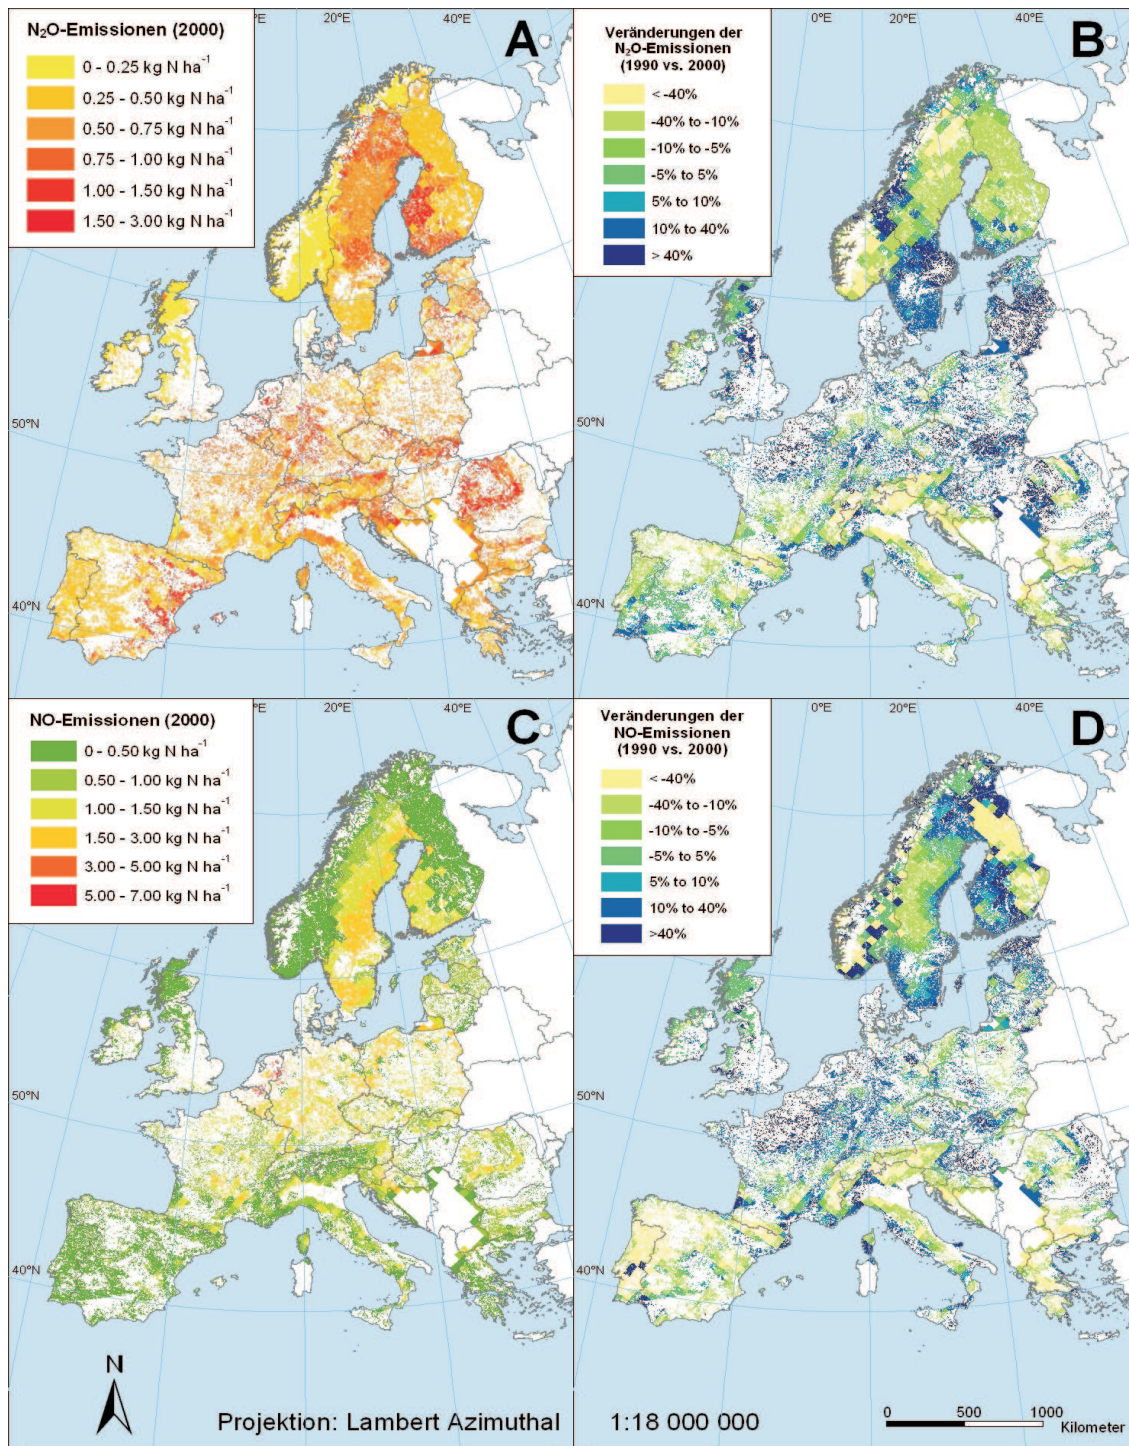 N₂O-Emissionen (2000)
0 - 0.25 kg N ha⁻¹
0.25 - 0.50 kg N ha⁻¹
0.50 - 0.75 kg N ha⁻¹
0.75 - 1.00 kg N ha⁻¹
1.00 - 1.50 kg N ha⁻¹
1.50 - 3.00 kg N ha⁻¹
°E
20°E
40°E
A
50°N
40°N
Veränderungen der
N₂O-Emissionen
(1990 vs. 2000)
< -40%
-40% to -10%
-10% to -5%
-5% to 5%
5% to 10%
10% to 40%
> 40%
0°E
20°E
40°E
B
50°N
40°N
NO-Emissionen (2000)
0 - 0.50 kg N ha⁻¹
0.50 - 1.00 kg N ha⁻¹
1.00 - 1.50 kg N ha⁻¹
1.50 - 3.00 kg N ha⁻¹
3.00 - 5.00 kg N ha⁻¹
5.00 - 7.00 kg N ha⁻¹
°E
20°E
40°E
C
50°N
40°N
Veränderungen der
NO-Emissionen
(1990 vs. 2000)
< -40%
-40% to -10%
-10% to -5%
-5% to 5%
5% to 10%
10% to 40%
>40%
0°E
20°E
40°E
D
50°N
40°N
N
Projektion: Lambert Azimuthal
1:18 000 000
0 500 1000
Kilometer